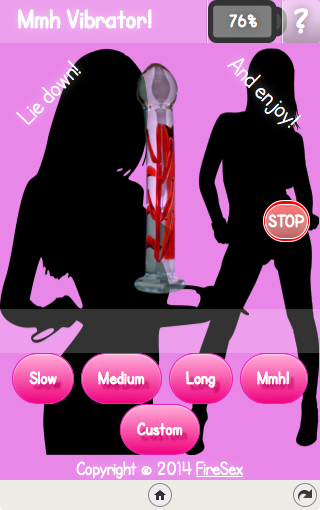 Mmh Vibrator!
76%
?
Lie down!
And enjoy!
STOP
Slow
Medium
Long
Mmh!
Custom
Copyright © 2014 FireSex